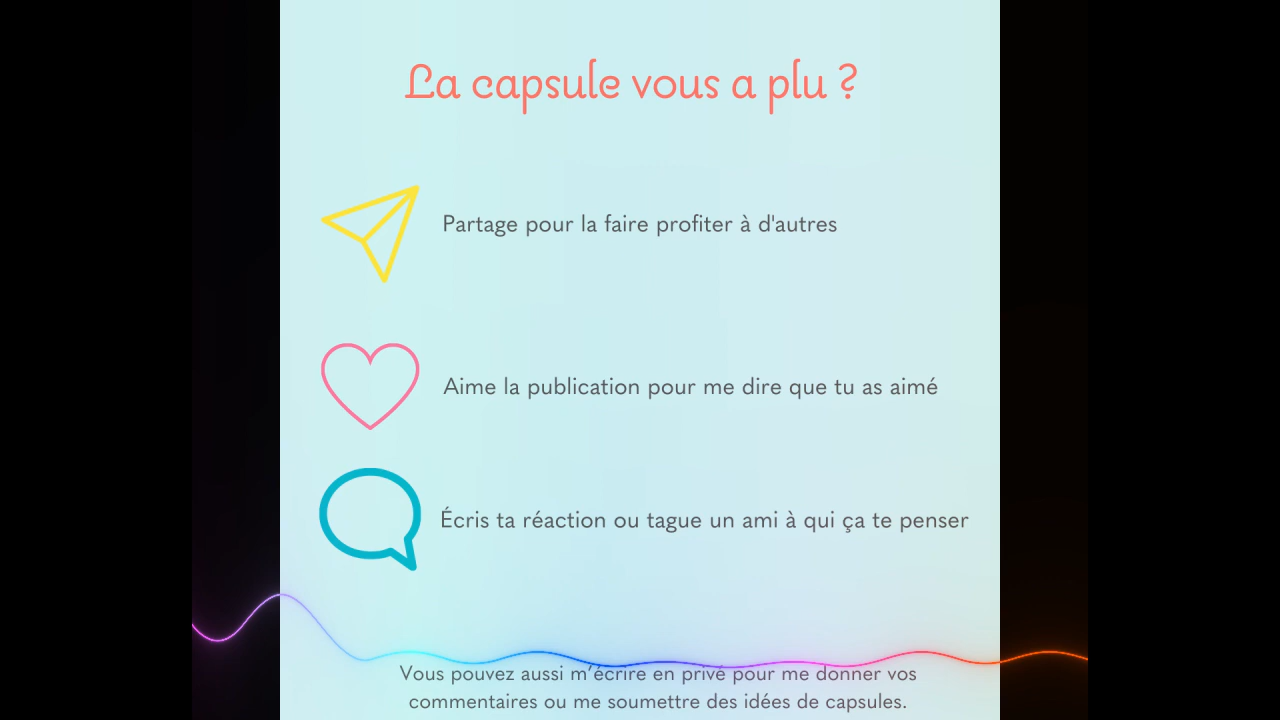 La capsule vous a plu ?
Partage pour la faire profiter à d'autres
Aime la publication pour me dire que tu as aimé
Écris ta réaction ou tague un ami à qui ça te penser
Vous pouvez aussi m'écrire en privé pour me donner vos
commentaires ou me soumettre des idées de capsules.